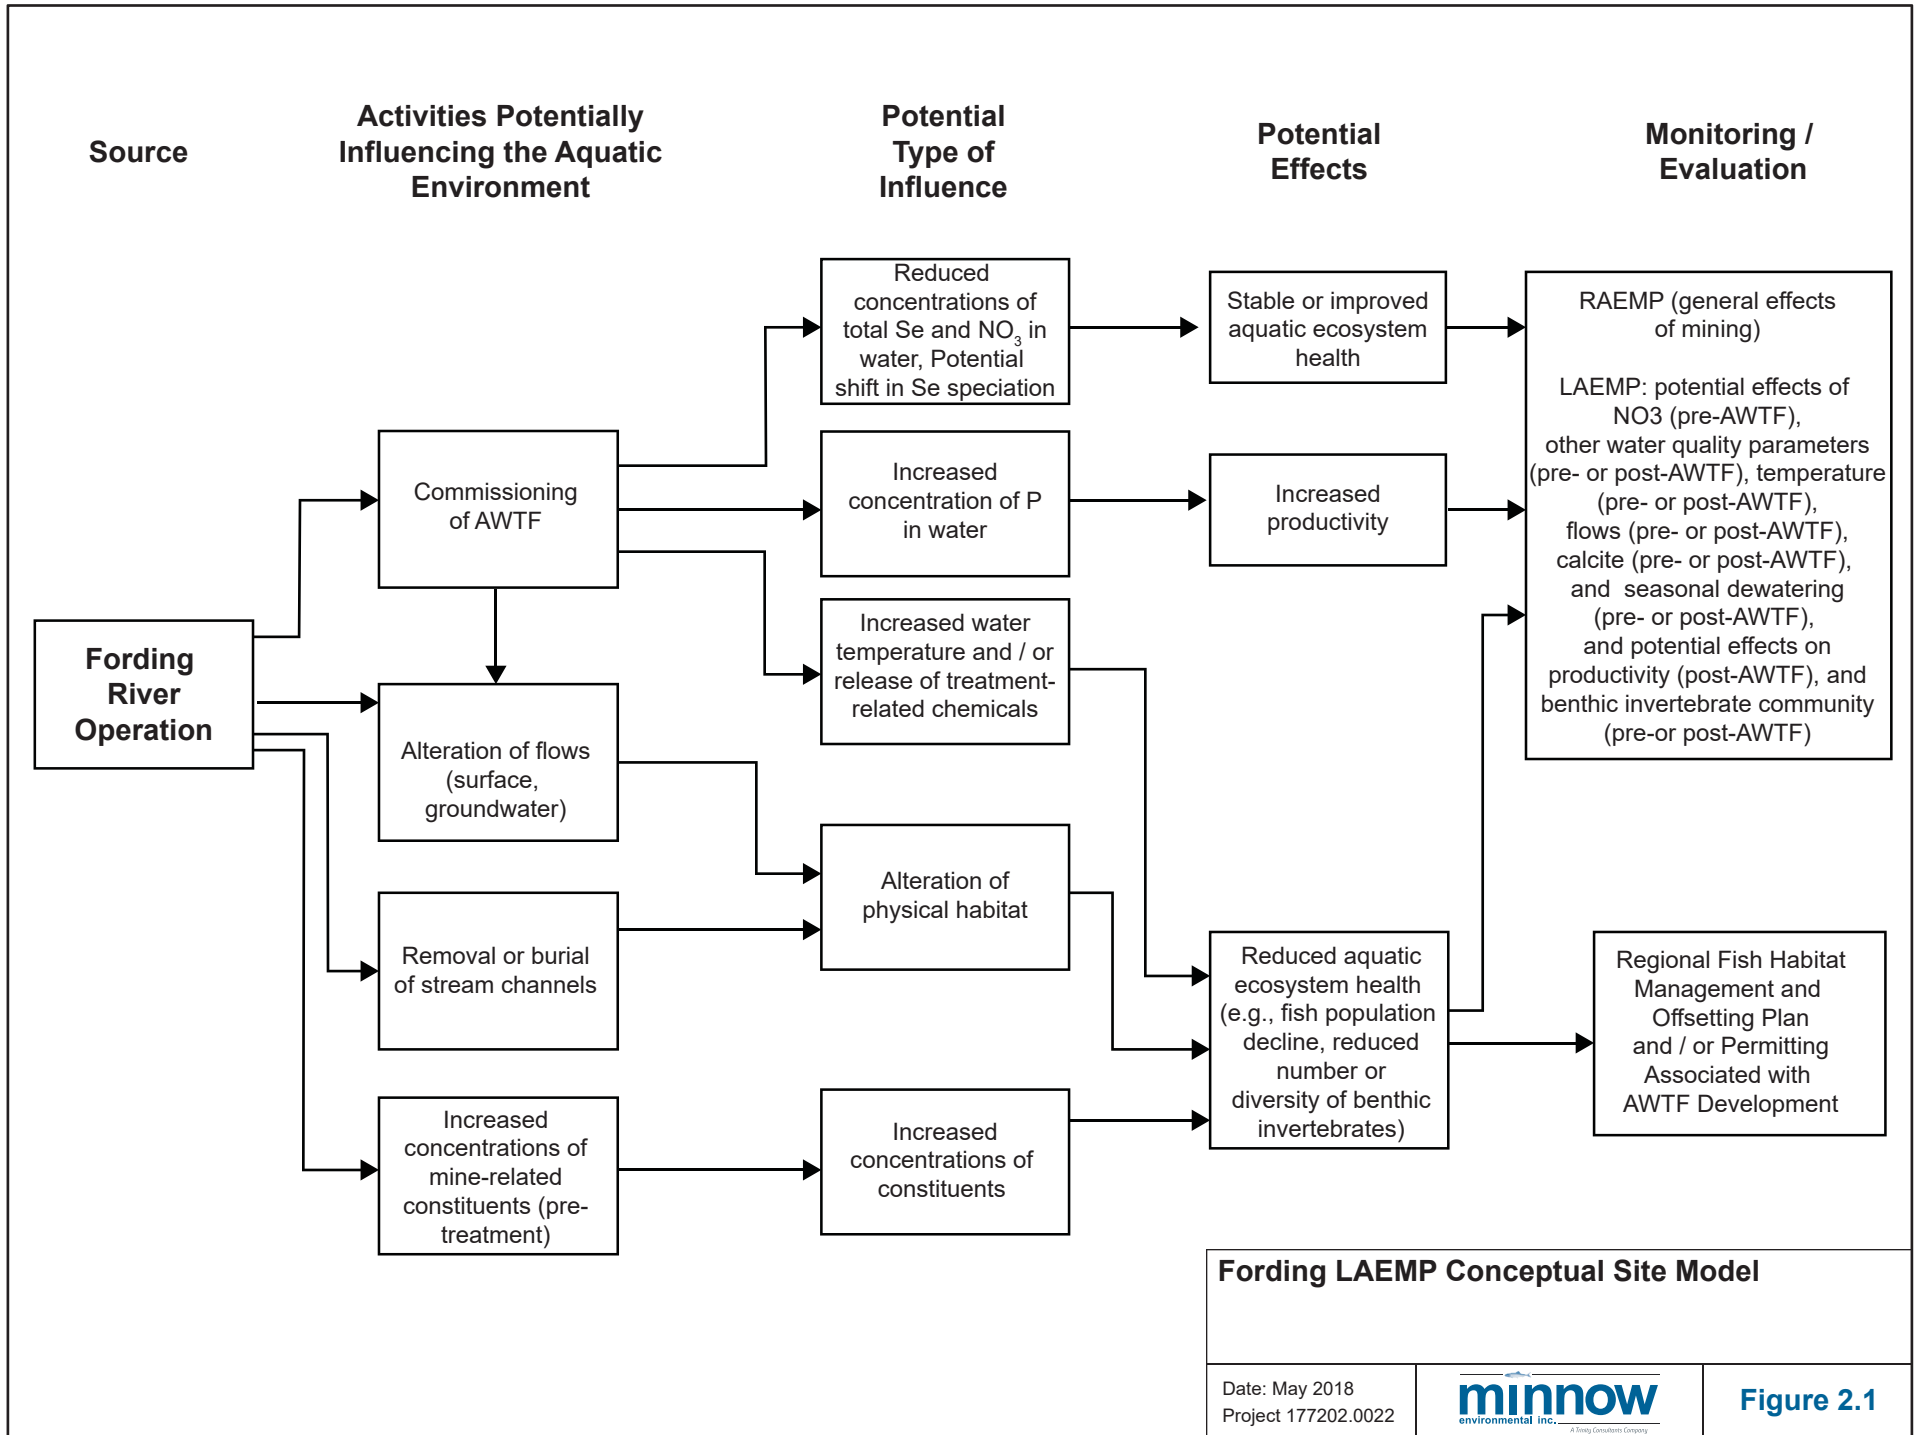 Source
Activities Potentially
Influencing the Aquatic
Environment
Potential
Type of
Influence
Potential
Effects
Monitoring /
Evaluation
Fording
River
Operation
Commissioning
of AWTF
Alteration of flows
(surface,
groundwater)
Removal or burial
of stream channels
Increased
concentrations of
mine-related
constituents (pre-
treatment)
Reduced
concentrations of
total Se and NO3 in
water, Potential
shift in Se speciation
Increased
concentration of P
in water
Increased water
temperature and / or
release of treatment-
related chemicals
Alteration of
physical habitat
Increased
concentrations of
constituents
Stable or improved
aquatic ecosystem
health
Increased
productivity
Reduced aquatic
ecosystem health
(e.g., fish population
decline, reduced
number or
diversity of benthic
invertebrates)
RAEMP (general effects
of mining)
LAEMP: potential effects of
NO3 (pre-AWTF),
other water quality parameters
(pre- or post-AWTF), temperature
(pre- or post-AWTF),
flows (pre- or post-AWTF),
calcite (pre- or post-AWTF),
and seasonal dewatering
(pre- or post-AWTF),
and potential effects on
productivity (post-AWTF), and
benthic invertebrate community
(pre-or post-AWTF)
Regional Fish Habitat
Management and
Offsetting Plan
and / or Permitting
Associated with
AWTF Development
Fording LAEMP Conceptual Site Model
Date: May 2018
Project 177202.0022
minnow
environmental inc.
A Trinity Consultants Company
Figure 2.1